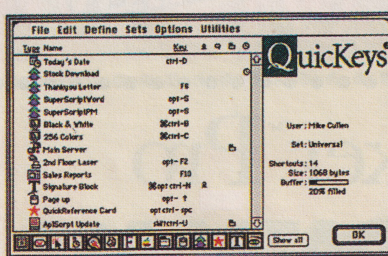 File Edit Define Sets Options Utilities
Type Name Key
Today's Date ctrl-D
Stock Download
Thankyou Letter F6
SuperScriptWord opt-S
SuperScriptPM opt-S
Black & White ⌘ctrl-B
256 Colors ⌘ctrl-C
Main Server
2nd Floor Laser opt-F2
Sales Reports F10
Signature Block ⌘opt ctrl-N
Page up opt- ↑
QuickReference Card opt ctrl- spc
AplScrpt Update shftctrl-U
QuicKeys®
User: Mike Cullen
Set: Universal
Shortcuts: 14
Size: 1068 bytes
Buffer:
20% filled
Show all
OK